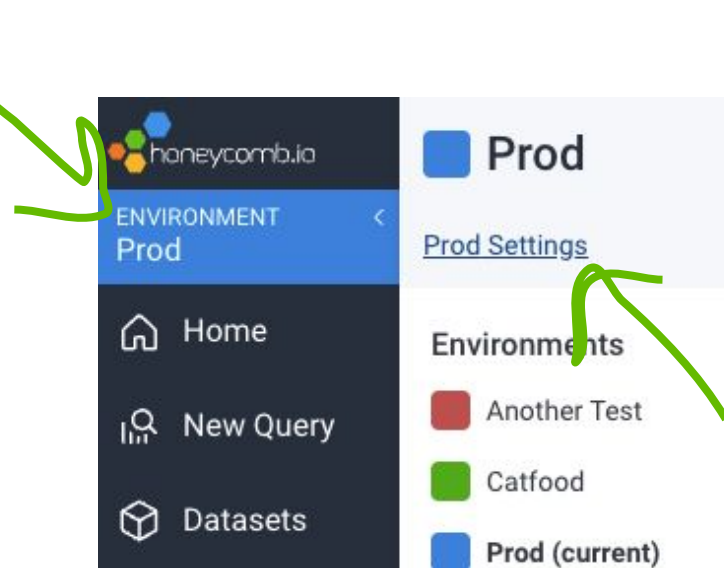 honeycomb.io
ENVIRONMENT
Prod
Home
New Query
Datasets
Prod
Prod Settings
Environments
Another Test
Catfood
Prod (current)